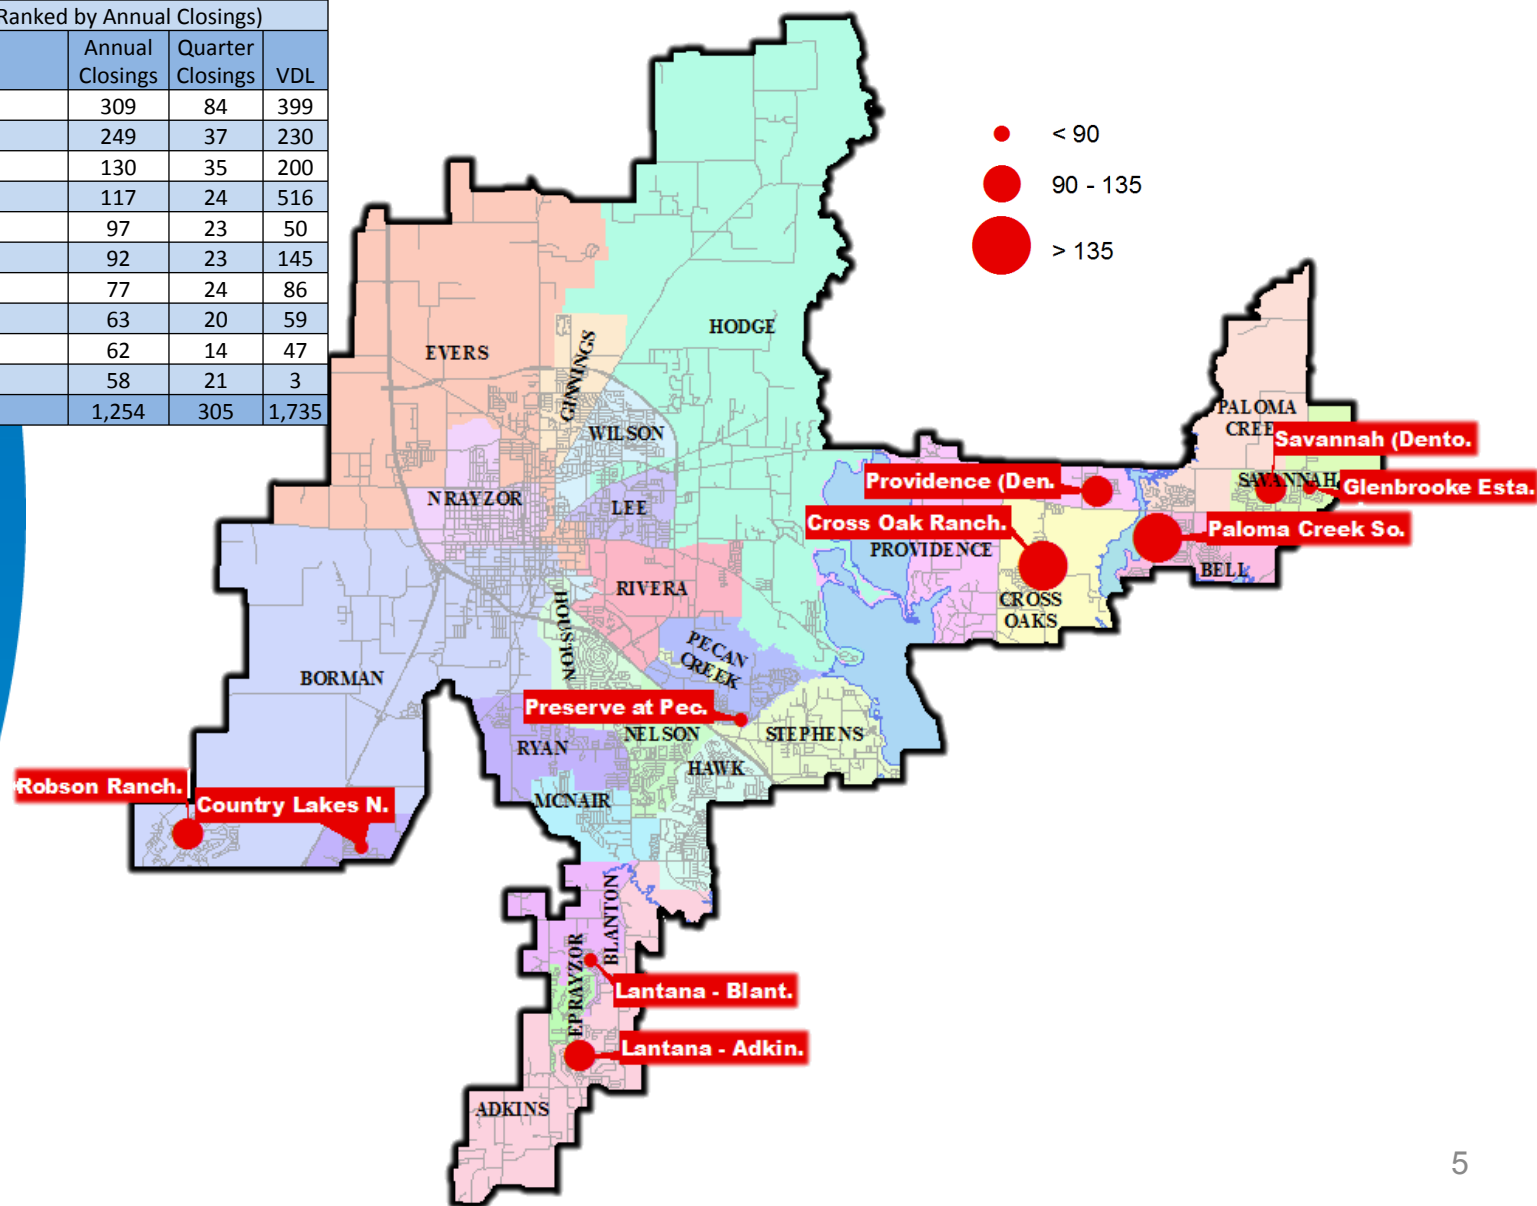 Ranked by Annual Closings)
Annual Closings Quarter Closings VDL
309 84 399
249 37 230
130 35 200
117 24 516
97 23 50
92 23 145
77 24 86
63 20 59
62 14 47
58 21 3
1,254 305 1,735
< 90
90 - 135
> 135
HODGE
EVERS
GINNINGS
WILSON
N RAYZOR
LEE
PALOMA
CREE
Savannah (Dento.
Providence (Den.
SAVANNAH
Glenbrooke Esta.
Cross Oak Ranch.
Paloma Creek So.
PROVIDENCE
BELL
RIVERA
CROSS
OAKS
HOUSTON
PECAN
CREEK
BORMAN
Preserve at Pec.
NELSON
STEPHENS
RYAN
HAWK
Robson Ranch.
Country Lakes N.
MCNAIR
BLANTON
EP RAYZOR
Lantana - Blant.
Lantana - Adkin.
ADKINS
5